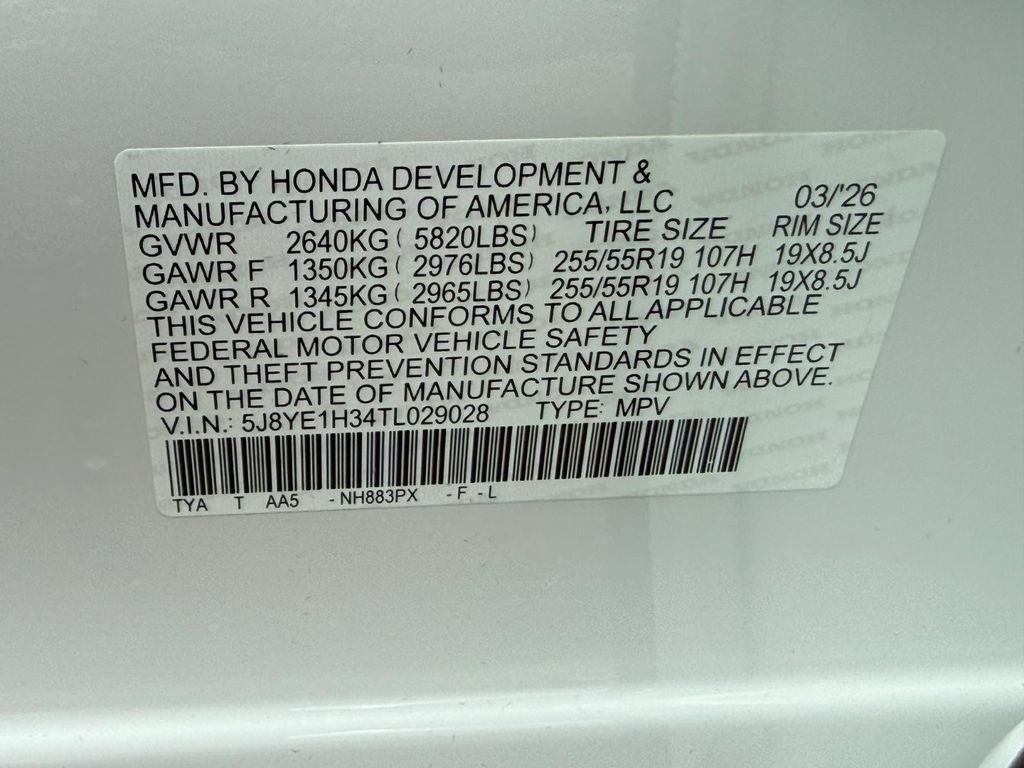 MFD. BY HONDA DEVELOPMENT &
MANUFACTURING OF AMERICA, LLC 03/'26
GVWR 2640KG ( 5820LBS) TIRE SIZE RIM SIZE
GAWR F 1350KG ( 2976LBS) 255/55R19 107H 19X8.5J
GAWR R 1345KG ( 2965LBS) 255/55R19 107H 19X8.5J
THIS VEHICLE CONFORMS TO ALL APPLICABLE
FEDERAL MOTOR VEHICLE SAFETY
AND THEFT PREVENTION STANDARDS IN EFFECT
ON THE DATE OF MANUFACTURE SHOWN ABOVE.
V.I.N.: 5J8YE1H34TL029028 TYPE: MPV
TYA T AA5 -NH883PX -F -L